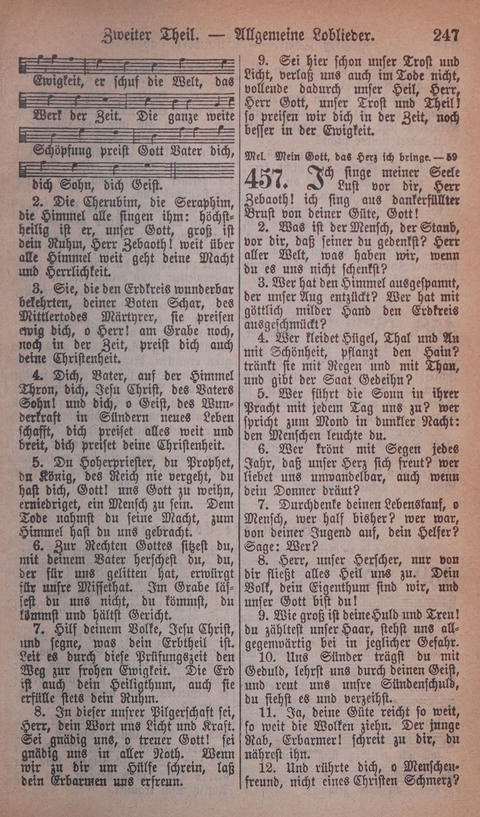 Zweiter Theil. — Allgemeine Loblieder. 247
Ewigkeit, er schuf die Welt, das
Werk der Zeit. Die ganze weite
Schöpfung preist Gott Vater dich,
dich Sohn, dich Geist.
2. Die Cherubim, die Seraphim,
die Himmel alle singen ihm: höchst-
heilig ist er, unser Gott, groß ist
dein Ruhm, Herr Zebaoth! weit über
alle Himmel weit geht deine Macht
und Herrlichkeit.
3. Sie, die den Erdkreis wunderbar
bekehrten, deiner Boten Schar, des
Mittlertodes Märtyrer, sie preisen
ewig dich, o Herr! am Grabe noch,
noch in der Zeit, preist dich auch
deine Christenheit.
4. Dich, Vater, auf der Himmel
Thron, dich, Jesu Christ, des Vaters
Sohn! und dich, o Geist, des Wun-
derkraft in Sündern neues Leben
schafft, dich preiset alles weit und
breit, dich preiset deine Christenheit.
5. Du Hoherpriester, du Prophet,
du König, des Reich nie vergeht, du
hast dich, Gott! uns Gott zu weihn,
erniedriget, ein Mensch zu sein. Dem
Tode nahmst du seine Macht, zum
Himmel hast du uns gebracht.
6. Zur Rechten Gottes sitzest du,
mit deinem Vater herschest du, du,
der für uns gelitten hat, erwürgt
für unsre Missethat. Im Grabe läs-
sest du uns nicht, du kömmst, du
kömmst und hältst Gericht.
7. Hilf deinem Volke, Jesu Christ,
und segne, was dein Erbtheil ist.
Leit es durch diese Prüfungszeit den
Weg zur frohen Ewigkeit. Die Erd
ist auch dein Heiligthum, auch sie
erfülle stets dein Ruhm.
8. In dieser unsrer Pilgerschaft sei,
Herr, dein Wort uns Licht und Kraft.
Sei gnädig uns, o treuer Gott! sei
gnädig uns in aller Noth. Wenn
wir zu dir um Hülfe schrein, laß
dein Erbarmen uns erfreun.
9. Sei hier schon unser Trost und
Licht, verlaß uns auch im Tode nicht,
vollende dadurch unser Heil, Herr,
Herr Gott, unser Trost und Theil!
so preisen wir dich in der Zeit, noch
besser in der Ewigkeit.
Mel. Mein Gott, das Herz ich bringe. — 59
457. Ich singe meiner Seele
Lust vor dir, Herr
Zebaoth! ich sing aus dankerfüllter
Brust von deiner Güte, Gott!
2. Was ist der Mensch, der Staub,
vor dir, daß seiner du gedenkst? Herr
aller Welt, was haben wir, wenn
du es uns nicht schenkst?
3. Wer hat den Himmel ausgespannt,
der unser Aug entzückt? Wer hat mit
göttlich milder Hand den Erdkreis
ausgeschmückt?
4. Wer kleidet Hügel, Thal und Au
mit Schönheit, pflanzt den Hain?
tränkt sie mit Regen und mit Thau,
und gibt der Saat Gedeihn?
5. Wer führt die Sonn in ihrer
Pracht mit jedem Tag uns zu? wer
spricht zum Mond in dunkler Nacht:
den Menschen leuchte du.
6. Wer krönt mit Segen jedes
Jahr, daß unser Herz sich freut? wer
liebet uns unwandelbar, auch wenn
dein Donner dräut?
7. Durchdenke deinen Lebenslauf, o
Mensch, wer half bisher? wer war,
von deiner Jugend auf, dein Helfer?
Sage: Wer?
8. Herr, unser Herscher, nur von
dir fließt alles Heil uns zu. Dein
Volk, dein Eigenthum sind wir, und
unser Gott bist du!
9. Wie groß ist deine Huld und Treu!
du zähltest unser Haar, stehst uns all-
gegenwärtig bei in jeglicher Gefahr.
10. Uns Sünder trägst du mit
Geduld, lehrst uns durch deinen Geist,
und reut uns unsre Sündenschuld,
du siehst es und verzeihst.
11. Ja, deine Güte reicht so weit,
so weit die Wolken ziehn. Der junge
Rab, Erbarmer! schreit zu dir, du
nährest ihn.
12. Und rührte dich, o Menschen-
freund, nicht eines Christen Schmerz?